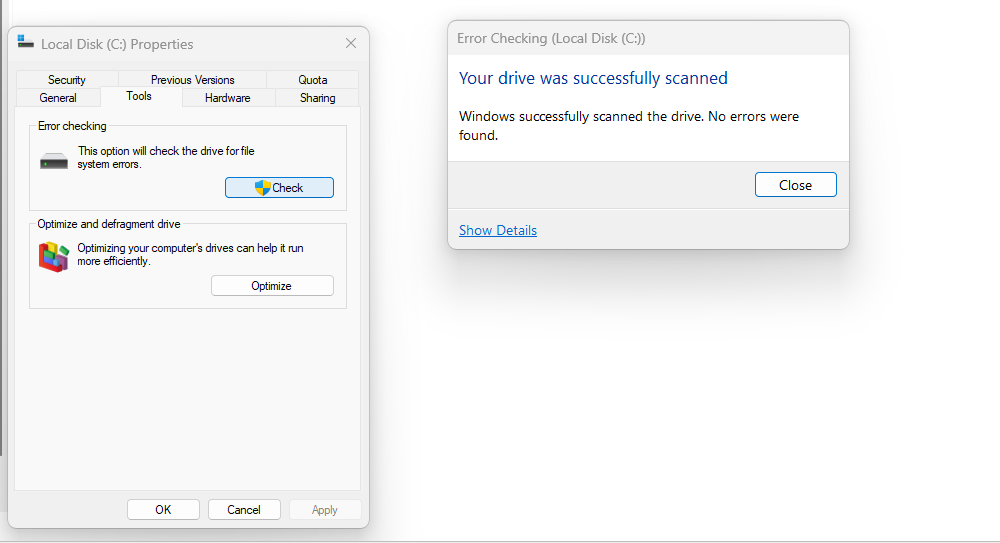 Local Disk (C:) Properties
Security
Previous Versions
Quota
General
Tools
Hardware
Sharing
Error checking
This option will check the drive for file
system errors.
Check
Optimize and defragment drive
Optimizing your computer's drives can help it run
more efficiently.
Optimize
OK
Cancel
Apply
Error Checking (Local Disk (C:))
Your drive was successfully scanned
Windows successfully scanned the drive. No errors were
found.
Close
Show Details